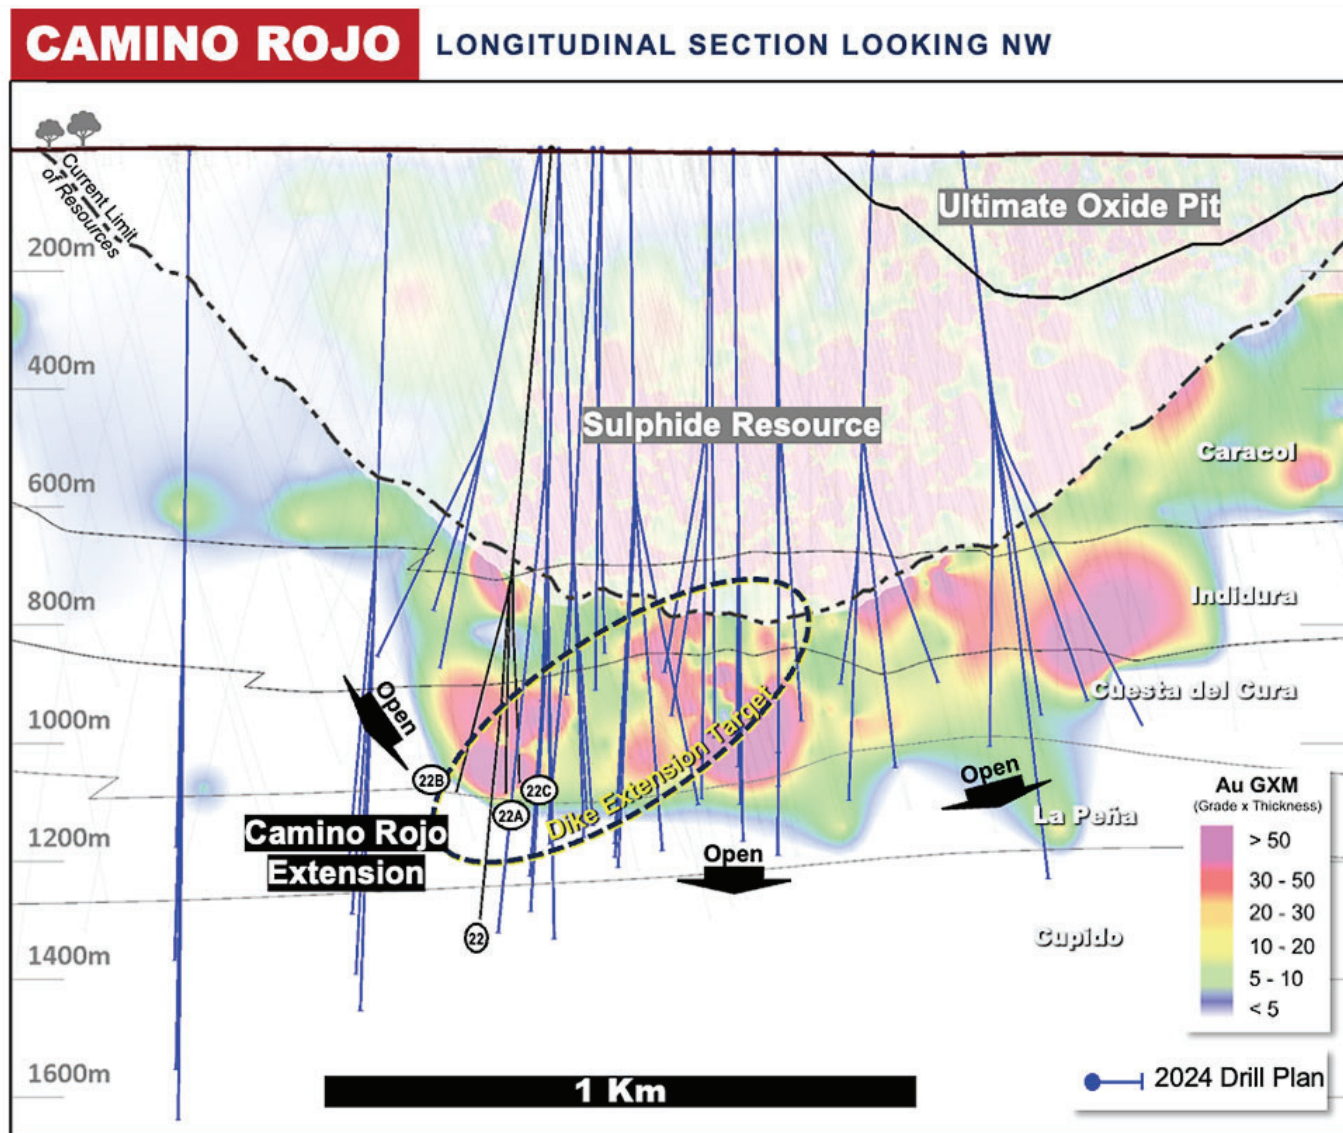 CAMINO ROJO
LONGITUDINAL SECTION LOOKING NW
Current Limit
of Resources
Ultimate Oxide Pit
200m
400m
Sulphide Resource
Caracol
600m
800m
Indidura
Cuesta del Cura
Open
1000m
22B
22C
22A
Dike Extension Target
Open
La Peña
Camino Rojo
Extension
1200m
Open
22
Cupido
1400m
1600m
Au GXM
(Grade x Thickness)
> 50
30 - 50
20 - 30
10 - 20
5 - 10
< 5
1 Km
2024 Drill Plan